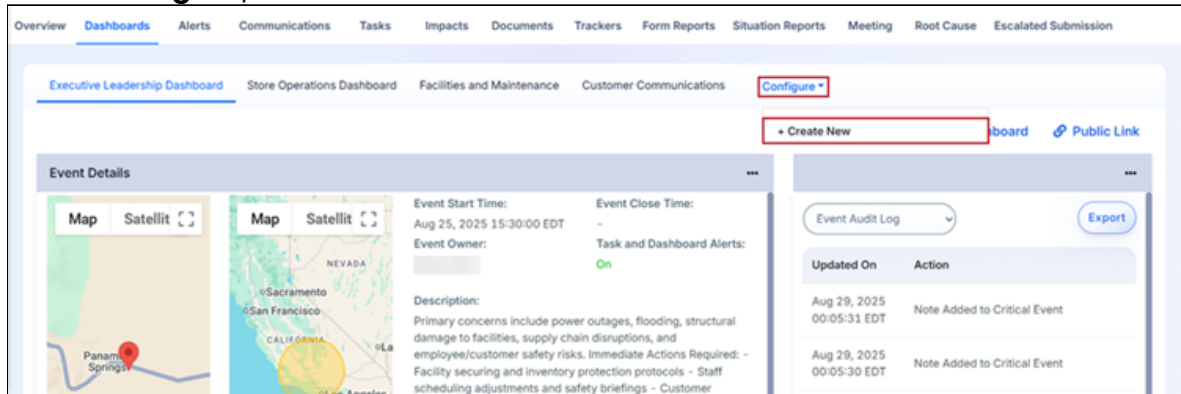 Overview Dashboards Alerts Communications Tasks Impacts Documents Trackers Form Reports Situation Reports Meeting Root Cause Escalated Submission
Executive Leadership Dashboard Store Operations Dashboard Facilities and Maintenance Customer Communications Configure
+ Create New
board Public Link
Event Details
Map Satellit
Panam
Springs
Map Satellit
NEVADA
Sacramento
San Francisco
CALIFORNIA
La
Los Angeles
Event Start Time:
Aug 25, 2025 15:30:00 EDT
Event Close Time:
-
Event Owner:
Task and Dashboard Alerts:
On
Description:
Primary concerns include power outages, flooding, structural
damage to facilities, supply chain disruptions, and
employee/customer safety risks. Immediate Actions Required: -
Facility securing and inventory protection protocols - Staff
scheduling adjustments and safety briefings - Customer
Event Audit Log
Export
Updated On Action
Aug 29, 2025
00:05:31 EDT
Note Added to Critical Event
Aug 29, 2025
00:05:30 EDT
Note Added to Critical Event